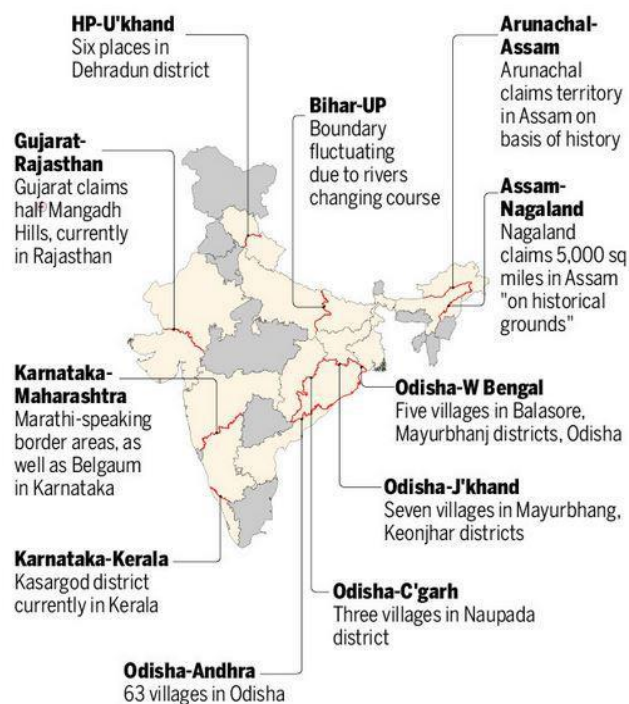 HP-U'khand
Six places in
Dehradun district
Arunachal-
Assam
Arunachal
claims territory
in Assam on
basis of history
Bihar-UP
Boundary
fluctuating
due to rivers
changing course
Gujarat-
Rajasthan
Gujarat claims
half Mangadh
Hills, currently
in Rajasthan
Assam-
Nagaland
Nagaland
claims 5,000 sq
miles in Assam
"on historical
grounds"
Karnataka-
Maharashtra
Marathi-speaking
border areas, as
well as Belgaum
in Karnataka
Odisha-W Bengal
Five villages in Balasore,
Mayurbhanj districts, Odisha
Odisha-J'khand
Seven villages in Mayurbhang,
Keonjhar districts
Karnataka-Kerala
Kasargod district
currently in Kerala
Odisha-C'garh
Three villages in Naupada
district
Odisha-Andhra
63 villages in Odisha